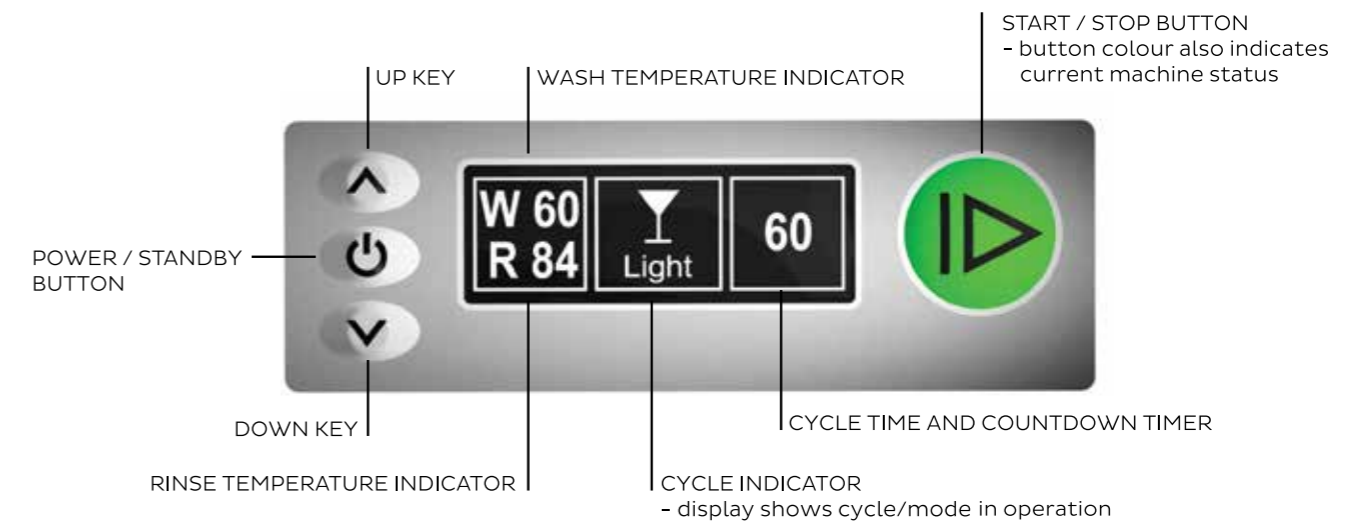 START / STOP BUTTON
- button colour also indicates
current machine status
UP KEY
WASH TEMPERATURE INDICATOR
W 60
R 84
Light
60
POWER / STANDBY
BUTTON
DOWN KEY
CYCLE TIME AND COUNTDOWN TIMER
RINSE TEMPERATURE INDICATOR
CYCLE INDICATOR
- display shows cycle/mode in operation